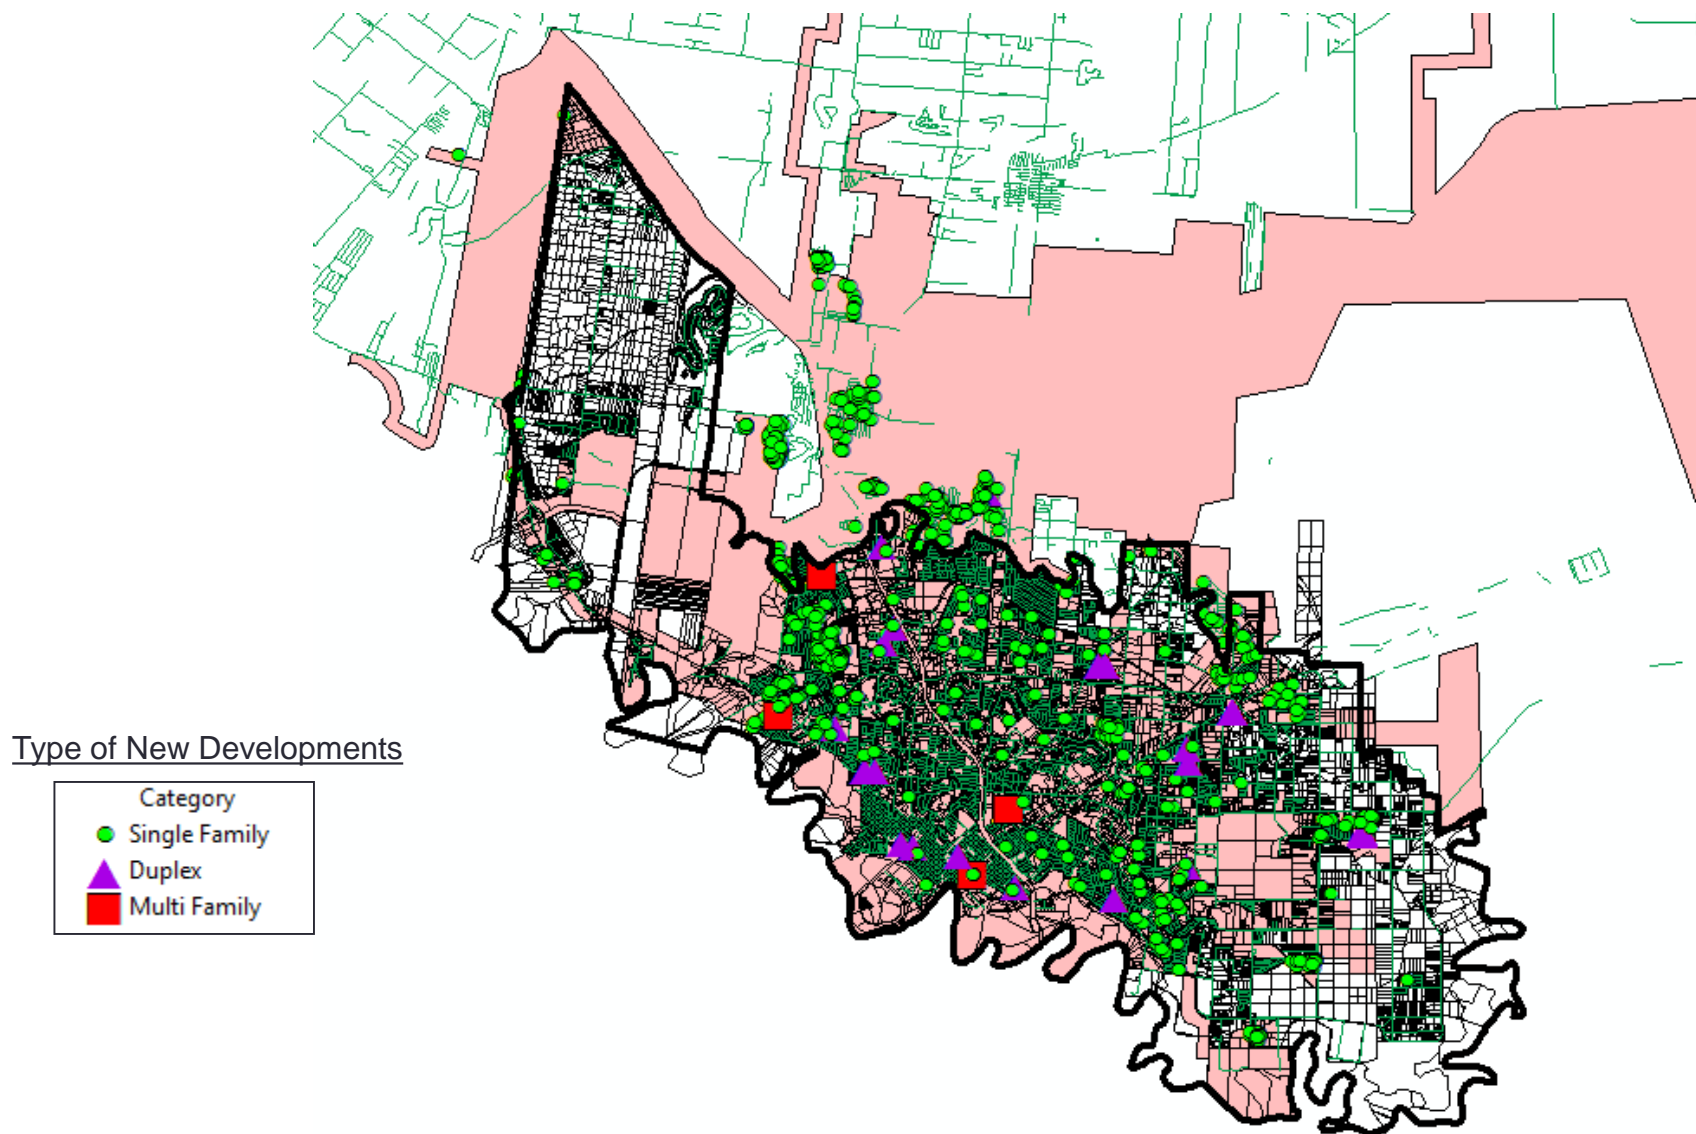 Type of New Developments
Category
Single Family
Duplex
Multi Family